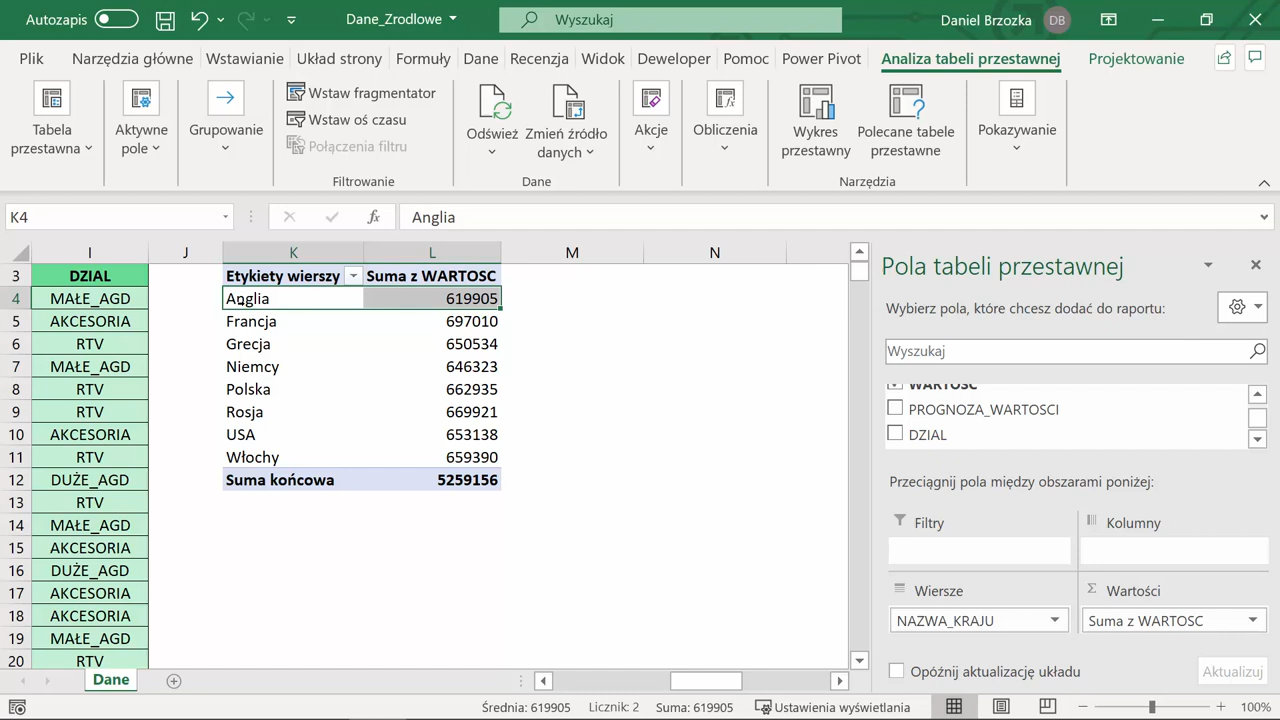 Autozapis
Dane_Zrodlowe
Wyszukaj
Daniel Brzozka
DB
Plik
Narzędzia główne
Wstawianie
Układ strony
Formuły
Dane
Recenzja
Widok
Deweloper
Pomoc
Power Pivot
Analiza tabeli przestawnej
Projektowanie
Tabela
przestawna
Aktywne
pole
Grupowanie
Wstaw fragmentator
Wstaw oś czasu
Połączenia filtru
Filtrowanie
Odśwież
Zmień źródło
danych
Dane
Akcje
Obliczenia
Wykres
przestawny
Polecane tabele
przestawne
Narzędzia
Pokazywanie
K4
fx
Anglia
I J K L M N
3 DZIAL Etykiety wierszy Suma z WARTOSC
4 MAŁE_AGD Anglia 619905
5 AKCESORIA Francja 697010
6 RTV Grecja 650534
7 MAŁE_AGD Niemcy 646323
8 RTV Polska 662935
9 RTV Rosja 669921
10 AKCESORIA USA 653138
11 RTV Włochy 659390
12 DUŻE_AGD Suma końcowa 5259156
13 RTV
14 MAŁE_AGD
15 AKCESORIA
16 DUŻE_AGD
17 AKCESORIA
18 AKCESORIA
19 MAŁE_AGD
20 RTV
Pola tabeli przestawnej
Wybierz pola, które chcesz dodać do raportu:
Wyszukaj
WARTOSC
PROGNOZA_WARTOSCI
DZIAL
Przeciągnij pola między obszarami poniżej:
Filtry
Kolumny
Wiersze
Σ Wartości
NAZWA_KRAJU
Suma z WARTOSC
Opóźnij aktualizację układu
Aktualizuj
Dane
Średnia: 619905 Licznik: 2 Suma: 619905 Ustawienia wyświetlania 100%